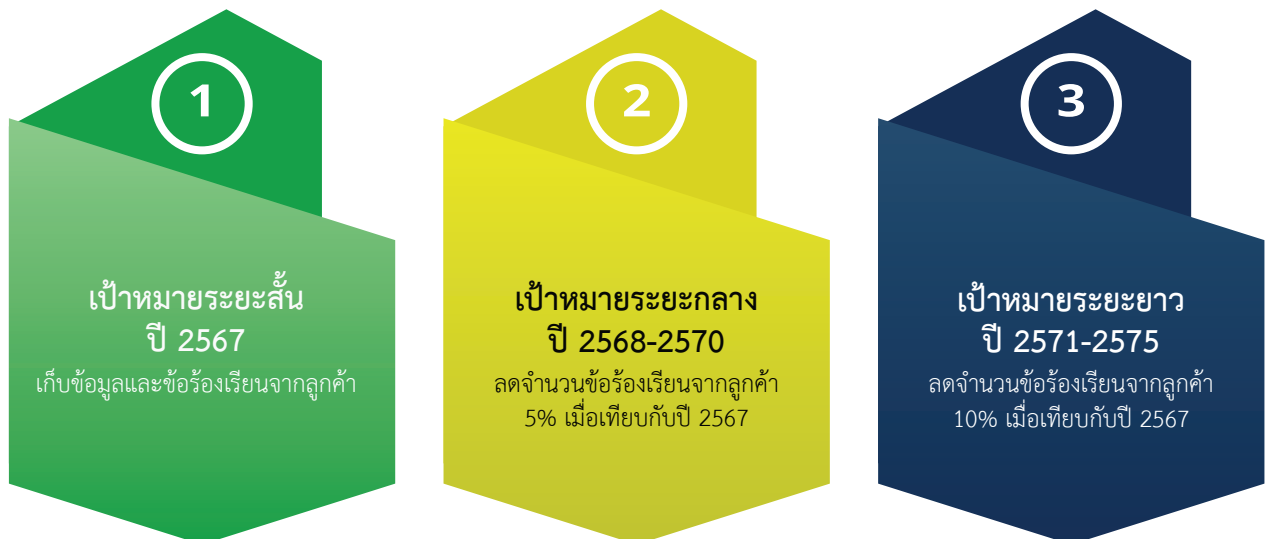 1
เป้าหมายระยะสั้น
ปี 2567
เก็บข้อมูลและข้อร้องเรียนจากลูกค้า
2
เป้าหมายระยะกลาง
ปี 2568-2570
ลดจำนวนข้อร้องเรียนจากลูกค้า
5% เมื่อเทียบกับปี 2567
3
เป้าหมายระยะยาว
ปี 2571-2575
ลดจำนวนข้อร้องเรียนจากลูกค้า
10% เมื่อเทียบกับปี 2567